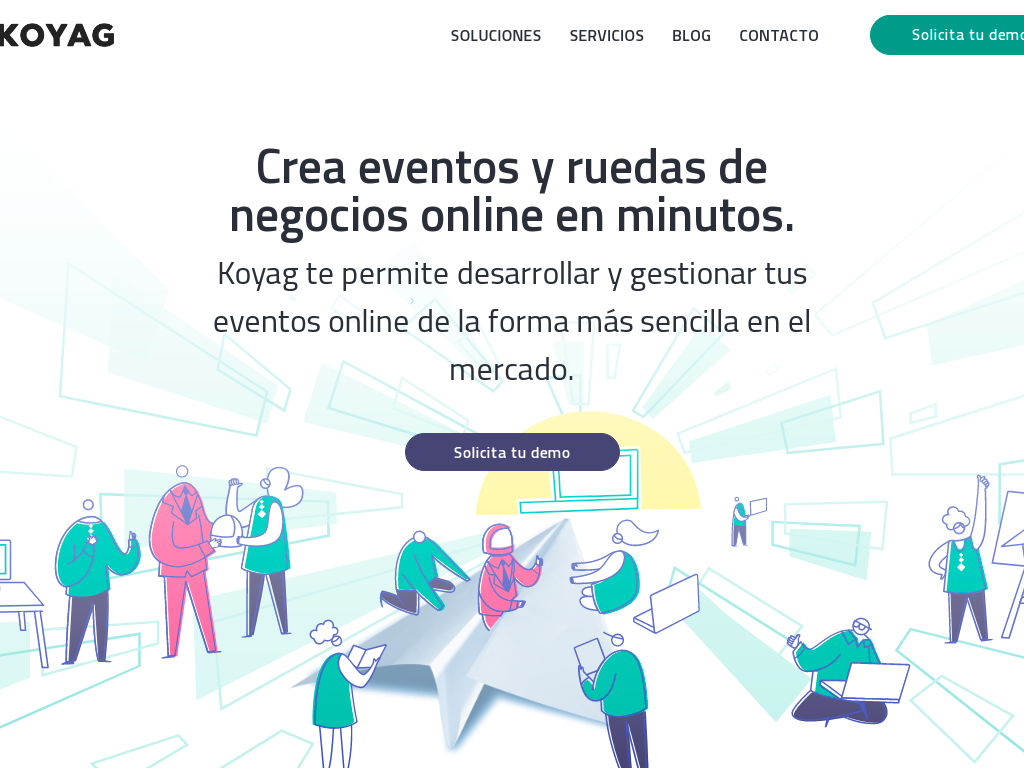 KOYAG
SOLUCIONES
SERVICIOS
BLOG
CONTACTO
Solicita tu demo
Crea eventos y ruedas de
negocios online en minutos.
Koyag te permite desarrollar y gestionar tus
eventos online de la forma más sencilla en el
mercado.
Solicita tu demo